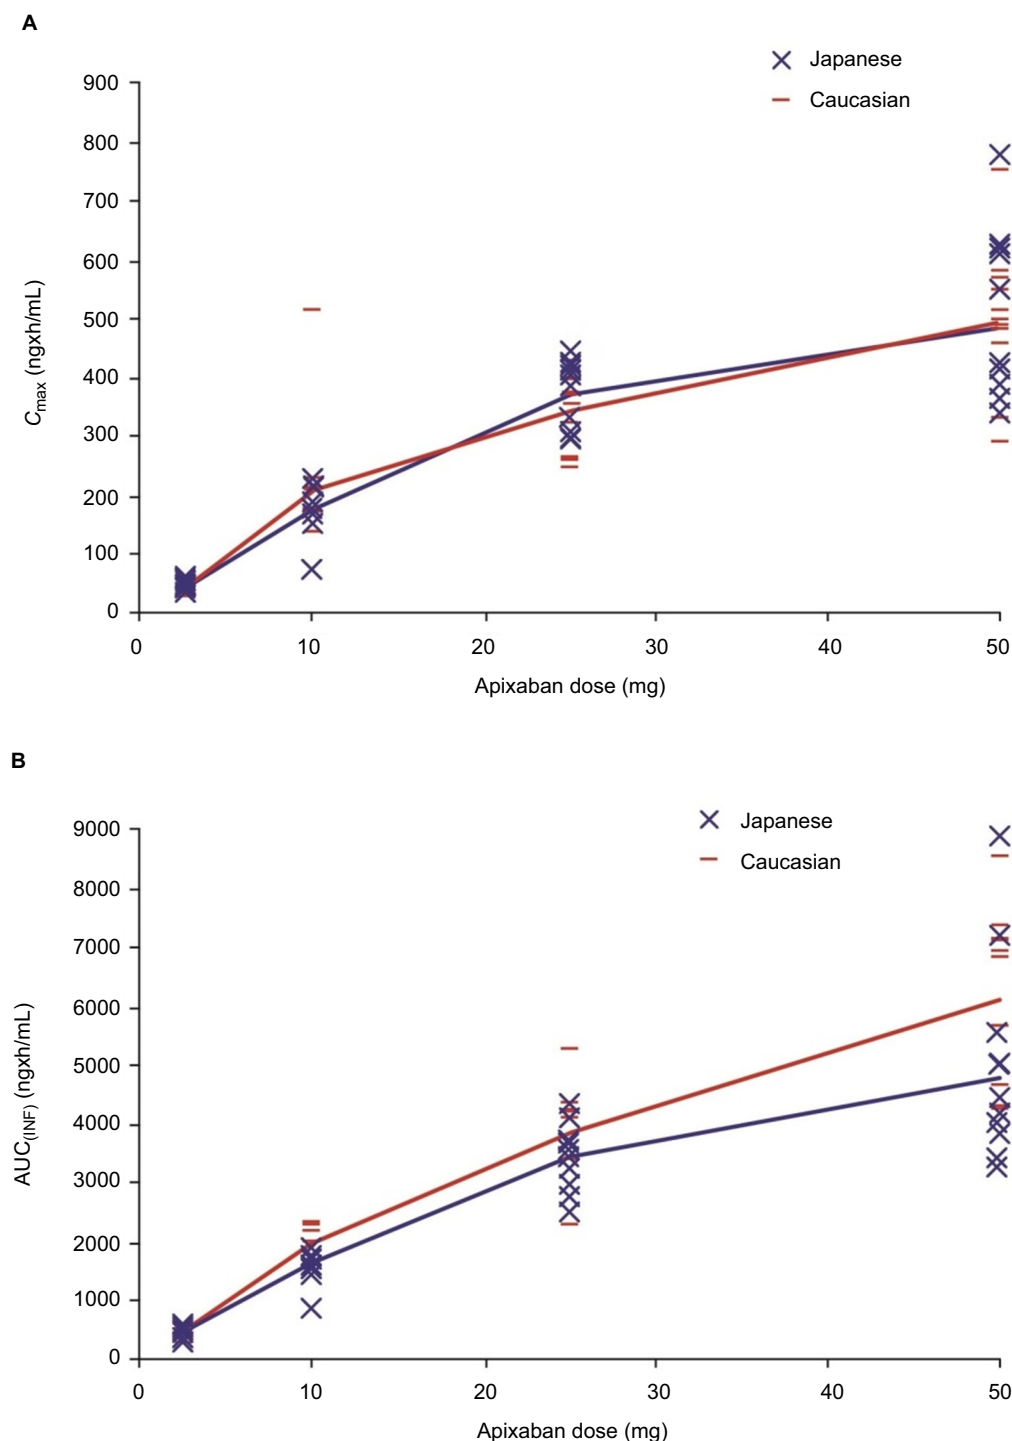 A
Japanese
Caucasian
900
800
700
600
500
400
300
200
100
0
Cmax (ngxh/mL)
0 10 20 30 40 50
Apixaban dose (mg)
B
Japanese
Caucasian
9000
8000
7000
6000
5000
4000
3000
2000
1000
0
AUC(INF) (ngxh/mL)
0 10 20 30 40 50
Apixaban dose (mg)